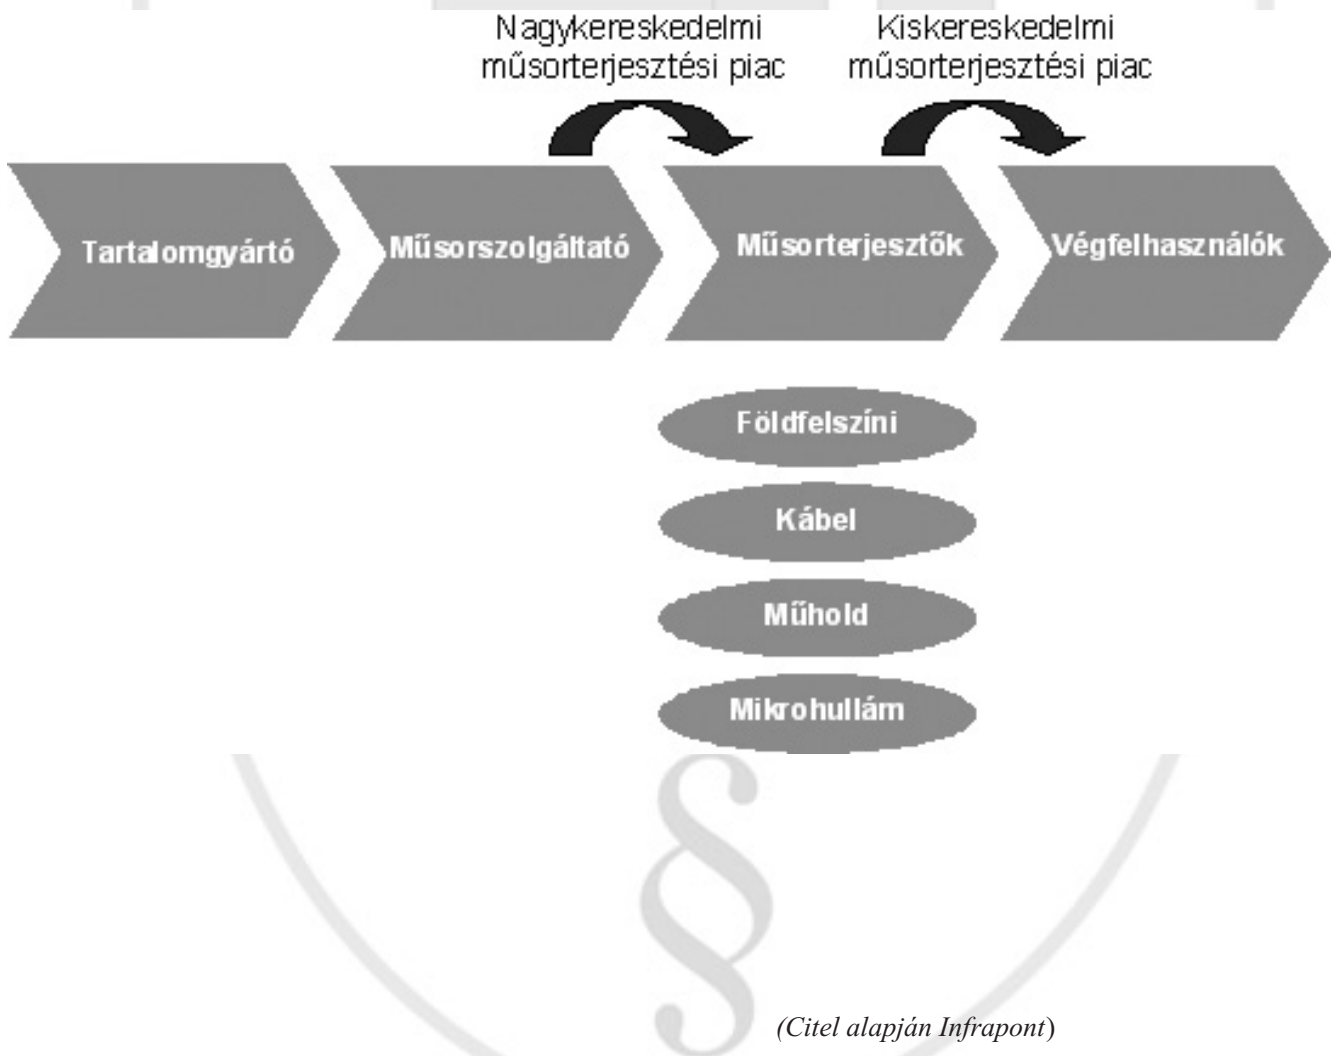 Nagykereskedelmi
műsorterjesztési piac
Kiskereskedelmi
műsorterjesztési piac
Tartalomgyártó
Műsorszolgáltató
Műsorterjesztők
Végfelhasználók
Földfelszíni
Kábel
Műhold
Mikrohullám
§
(Citel alapján Infrapont)